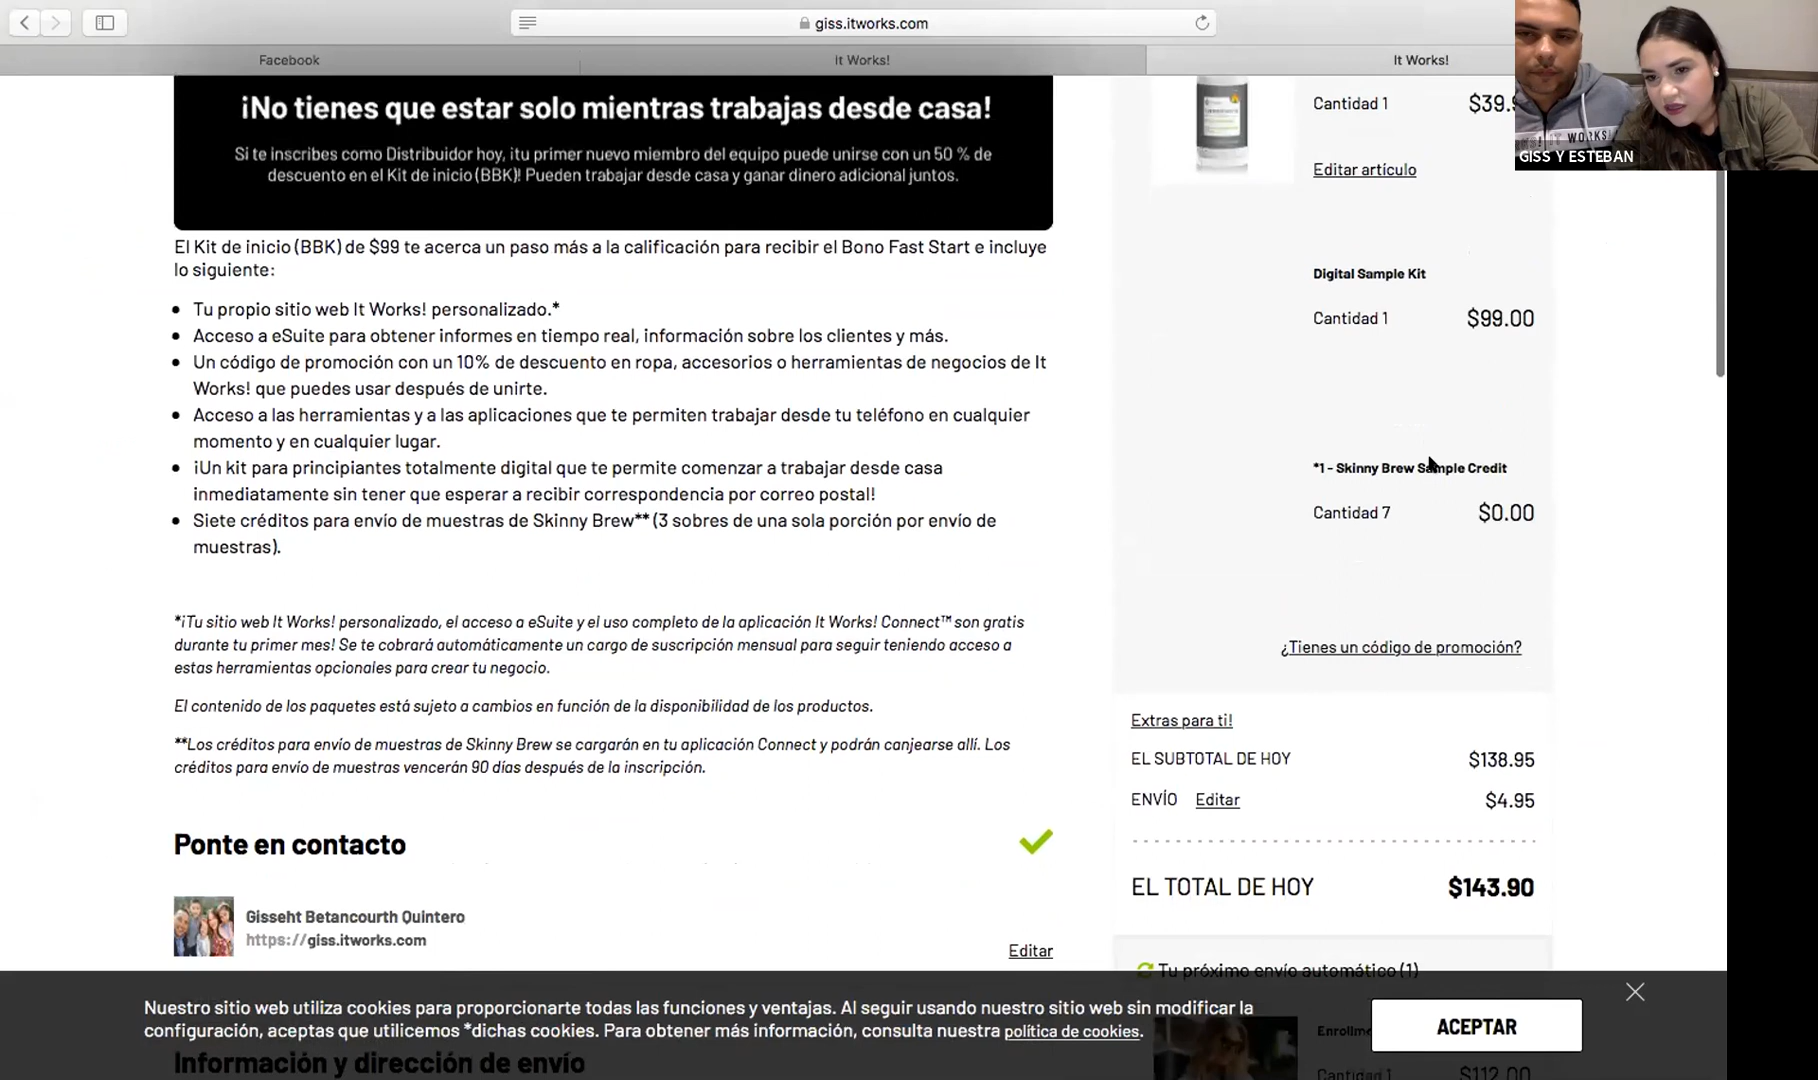 giss.itworks.com
Facebook
It Works!
It Works!
GISS Y ESTEBAN
¡No tienes que estar solo mientras trabajas desde casa!
Si te inscribes como Distribuidor hoy, ¡tu primer nuevo miembro del equipo puede unirse con un 50 % de
descuento en el Kit de inicio (BBK)! Pueden trabajar desde casa y ganar dinero adicional juntos.
El Kit de inicio (BBK) de $99 te acerca un paso más a la calificación para recibir el Bono Fast Start e incluye
lo siguiente:
Tu propio sitio web It Works! personalizado.*
Acceso a eSuite para obtener informes en tiempo real, información sobre los clientes y más.
Un código de promoción con un 10% de descuento en ropa, accesorios o herramientas de negocios de It
Works! que puedes usar después de unirte.
Acceso a las herramientas y a las aplicaciones que te permiten trabajar desde tu teléfono en cualquier
momento y en cualquier lugar.
¡Un kit para principiantes totalmente digital que te permite comenzar a trabajar desde casa
inmediatamente sin tener que esperar a recibir correspondencia por correo postal!
Siete créditos para envío de muestras de Skinny Brew** (3 sobres de una sola porción por envío de
muestras).
*¡Tu sitio web It Works! personalizado, el acceso a eSuite y el uso completo de la aplicación It Works! Connect™ son gratis
durante tu primer mes! Se te cobrará automáticamente un cargo de suscripción mensual para seguir teniendo acceso a
estas herramientas opcionales para crear tu negocio.
El contenido de los paquetes está sujeto a cambios en función de la disponibilidad de los productos.
**Los créditos para envío de muestras de Skinny Brew se cargarán en tu aplicación Connect y podrán canjearse allí. Los
créditos para envío de muestras vencerán 90 días después de la inscripción.
Ponte en contacto
Gisseht Betancourth Quintero
https://giss.itworks.com
Editar
Cantidad 1 $39.9
Editar artículo
Digital Sample Kit
Cantidad 1 $99.00
*1 - Skinny Brew Sample Credit
Cantidad 7 $0.00
¿Tienes un código de promoción?
Extras para ti!
EL SUBTOTAL DE HOY $138.95
ENVÍO Editar $4.95
EL TOTAL DE HOY $143.90
Tu próximo envío automático (1)
Cantidad 1 $112.00
Nuestro sitio web utiliza cookies para proporcionarte todas las funciones y ventajas. Al seguir usando nuestro sitio web sin modificar la
configuración, aceptas que utilicemos *dichas cookies. Para obtener más información, consulta nuestra política de cookies.
ACEPTAR
Información y dirección de envío